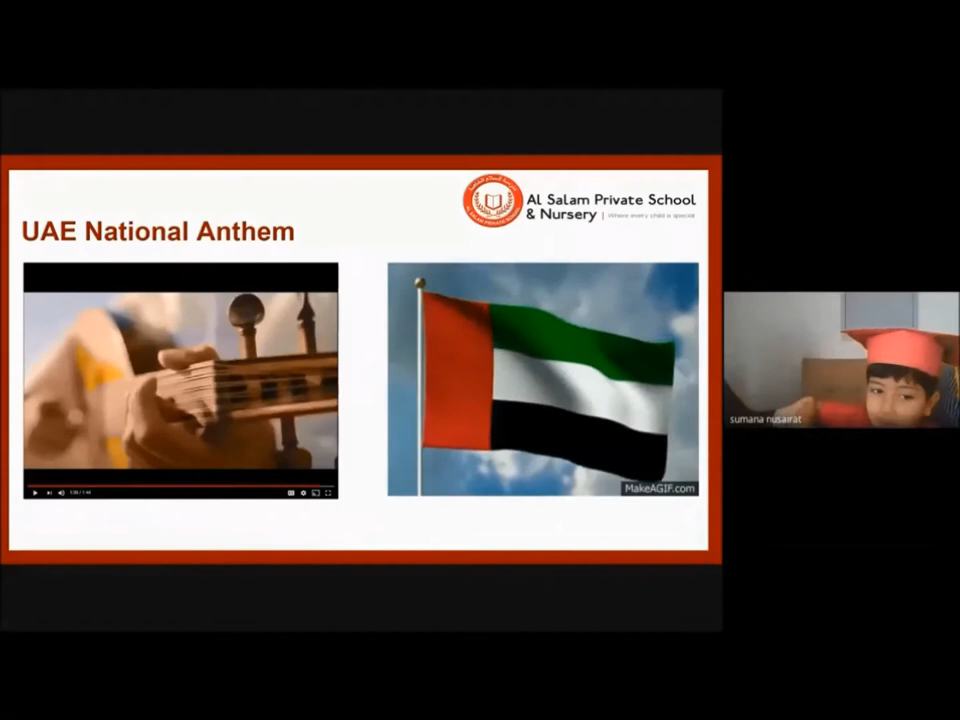 Al Salam Private School
& Nursery | Where every child is special
UAE National Anthem
MakeAGIF.com
sumana nusairat